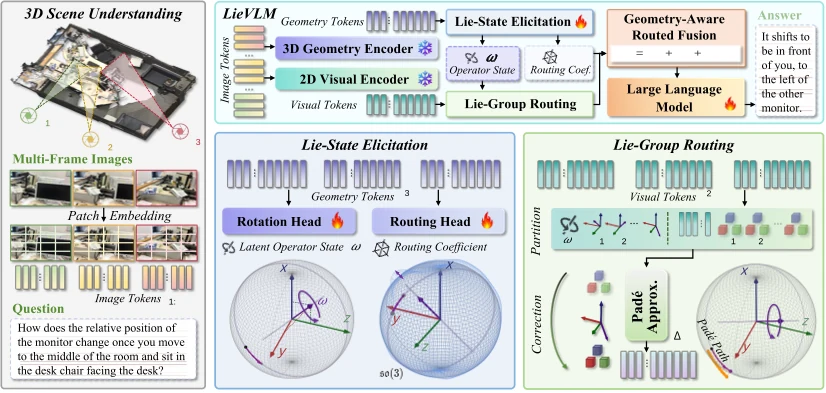 3D Scene Understanding
1
2
3
Multi-Frame Images
Patch Embedding
Image Tokens 1:
Question
How does the relative position of
the monitor change once you move
to the middle of the room and sit in
the desk chair facing the desk?
LieVLM
Image Tokens
Geometry Tokens
3D Geometry Encoder
2D Visual Encoder
Visual Tokens
Lie-State Elicitation
ω
Operator State
Routing Coef.
Lie-Group Routing
Geometry-Aware
Routed Fusion
= + +
Large Language
Model
Answer
It shifts to
be in front
of you, to
the left of
the other
monitor.
Lie-State Elicitation
Geometry Tokens 3
Rotation Head
Routing Head
Latent Operator State ω
Routing Coefficient
X
ω
Z
y
X
y
Z
so(3)
Lie-Group Routing
Visual Tokens 2
Partition
ω
1
2
1
2
Correction
Padé
Approx.
Δ
X
Z
y
Padé Path